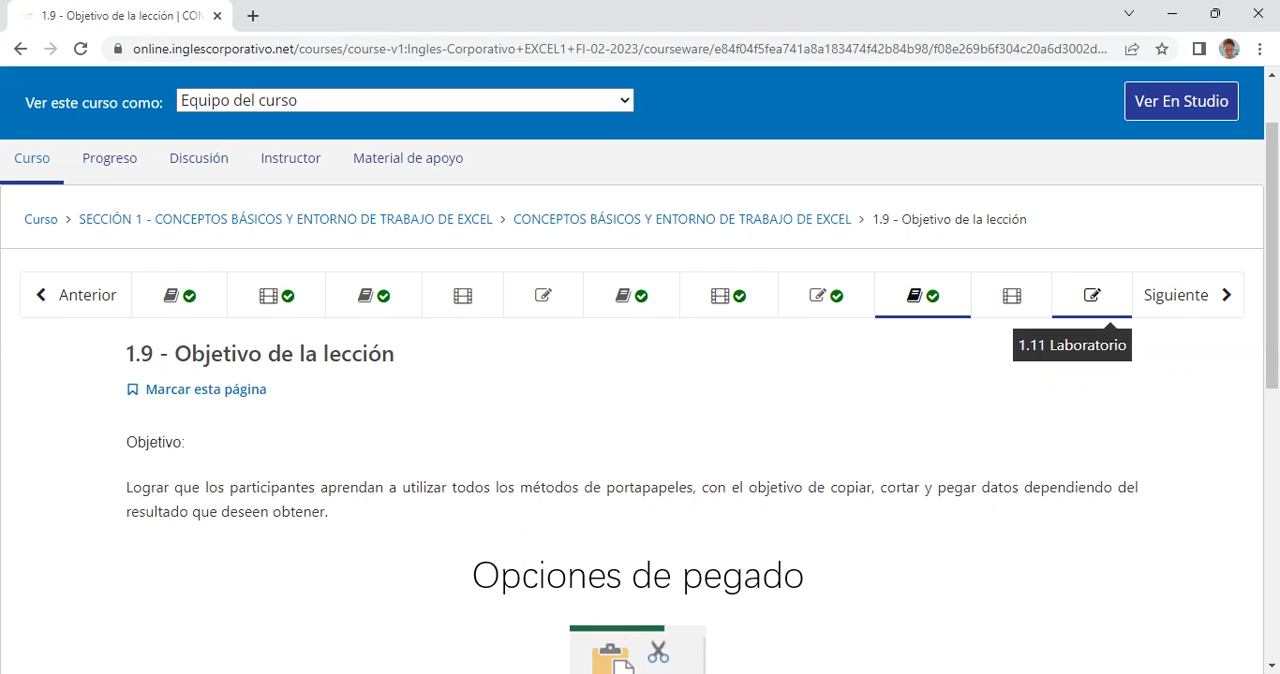 1.9 - Objetivo de la lección | CON
online.inglescorporativo.net/courses/course-v1:Ingles-Corporativo+EXCEL1+FI-02-2023/courseware/e84f04f5fea741a8a183474f42b84b98/f08e269b6f304c20a6d3002d...
Ver este curso como:
Equipo del curso
Ver En Studio
Curso
Progreso
Discusión
Instructor
Material de apoyo
Curso > SECCIÓN 1 - CONCEPTOS BÁSICOS Y ENTORNO DE TRABAJO DE EXCEL > CONCEPTOS BÁSICOS Y ENTORNO DE TRABAJO DE EXCEL > 1.9 - Objetivo de la lección
Anterior
Siguiente
1.11 Laboratorio
1.9 - Objetivo de la lección
Marcar esta página
Objetivo:
Lograr que los participantes aprendan a utilizar todos los métodos de portapapeles, con el objetivo de copiar, cortar y pegar datos dependiendo del
resultado que deseen obtener.
Opciones de pegado